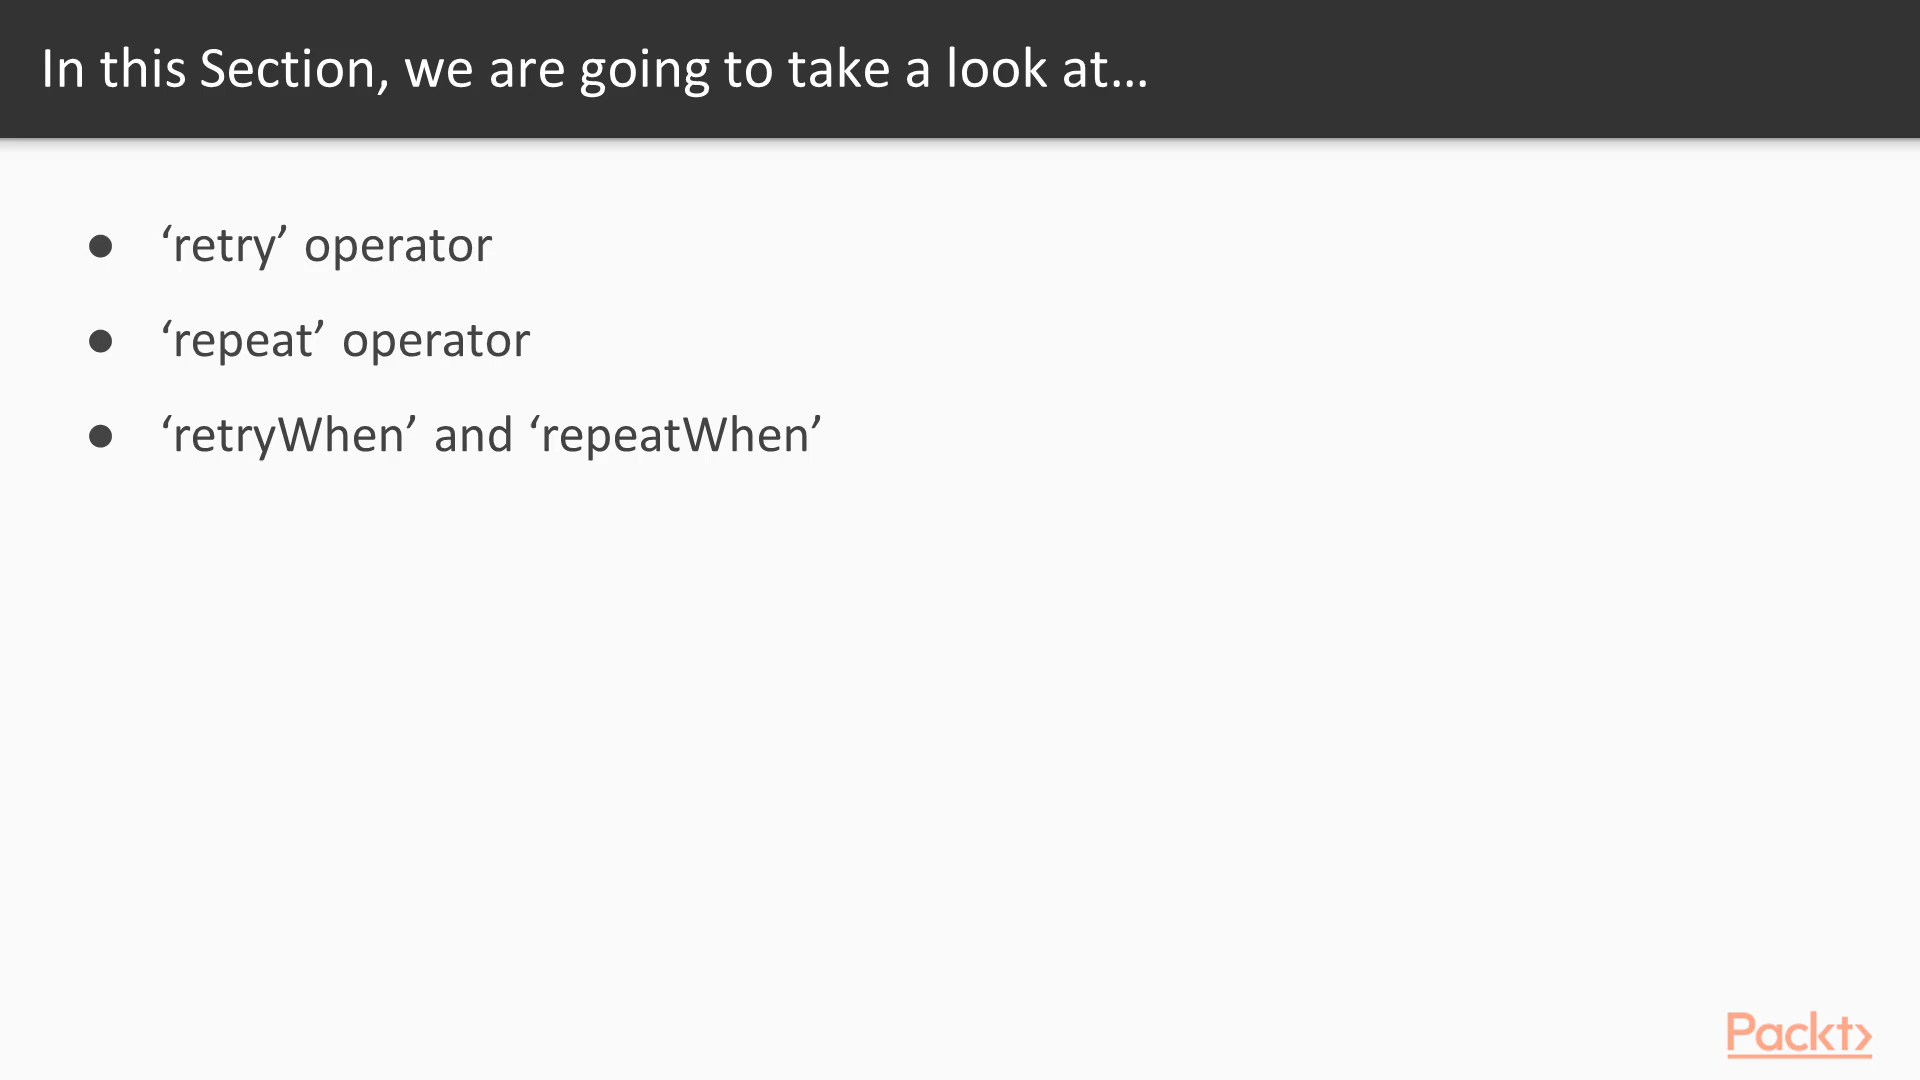 In this Section, we are going to take a look at...
● ‘retry’ operator
● ‘repeat’ operator
● ‘retryWhen’ and ‘repeatWhen’
Packt>